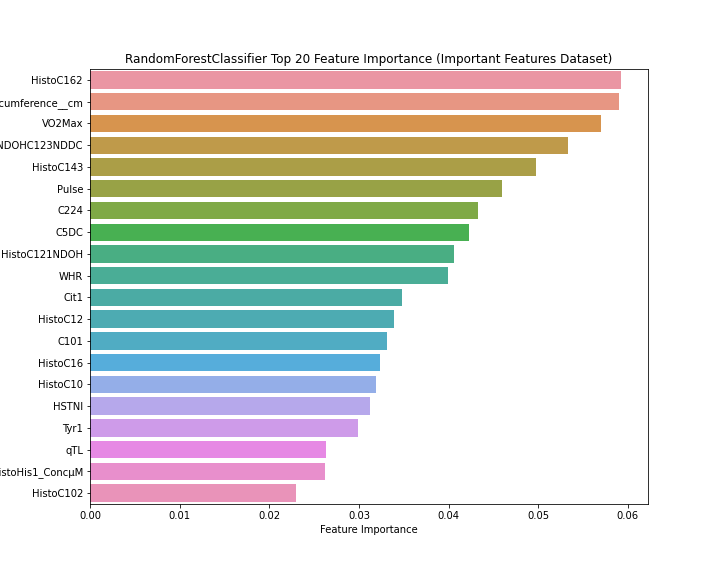 RandomForestClassifier Top 20 Feature Importance (Important Features Dataset)
HistoC162
cumference__cm
VO2Max
NDOHC123NDDC
HistoC143
Pulse
C224
C5DC
HistoC121NDOH
WHR
Cit1
HistoC12
C101
HistoC16
HistoC10
HSTNI
Tyr1
qTL
istoHis1_ConcμM
HistoC102
0.00 0.01 0.02 0.03 0.04 0.05 0.06
Feature Importance